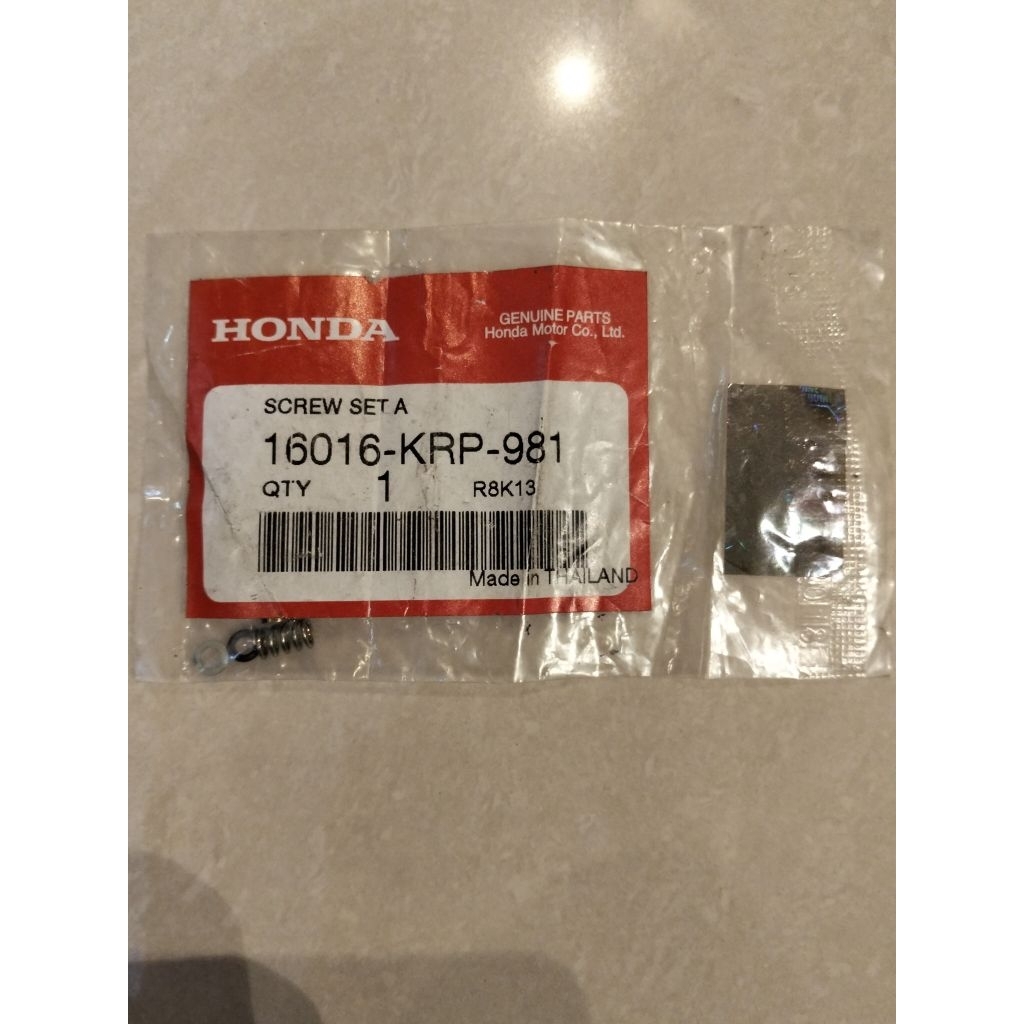 HONDA
GENUINE PARTS
Honda Motor Co., Ltd.
SCREW SET A
16016-KRP-981
QTY 1 R8K13
Made in THAILAND